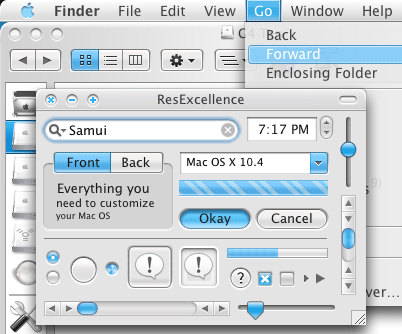 Finder File Edit View Go Window Help
Back
Forward
Enclosing Folder
ResExcellence
Samui
7:17 PM
Front Back
Mac OS X 10.4
Everything you
need to customize
your Mac OS
Okay Cancel
?
! !
ver...